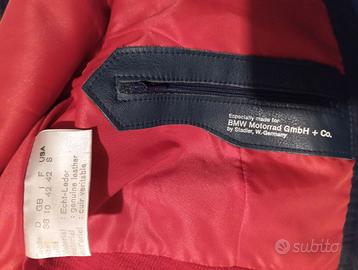 Especially made for
BMW Motorrad GmbH + Co.
by Stadler, W. Germany
D GB I F USA
38 10 42 42 S
: Echt-Leder
: genuine leather
: cuir véritable
subito